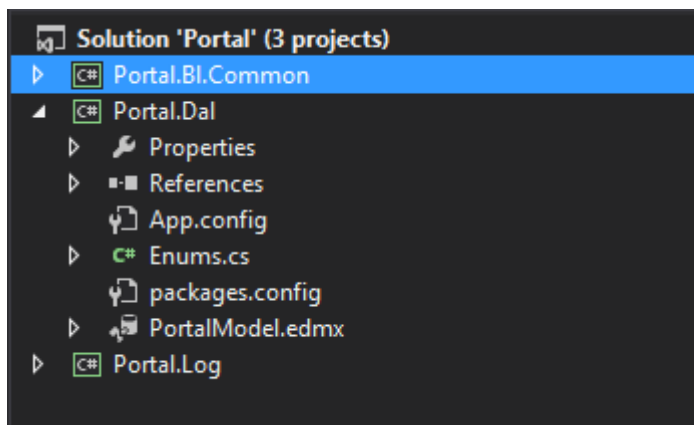 Solution 'Portal' (3 projects)
C# Portal.Bl.Common
C# Portal.Dal
Properties
References
App.config
C# Enums.cs
packages.config
PortalModel.edmx
C# Portal.Log